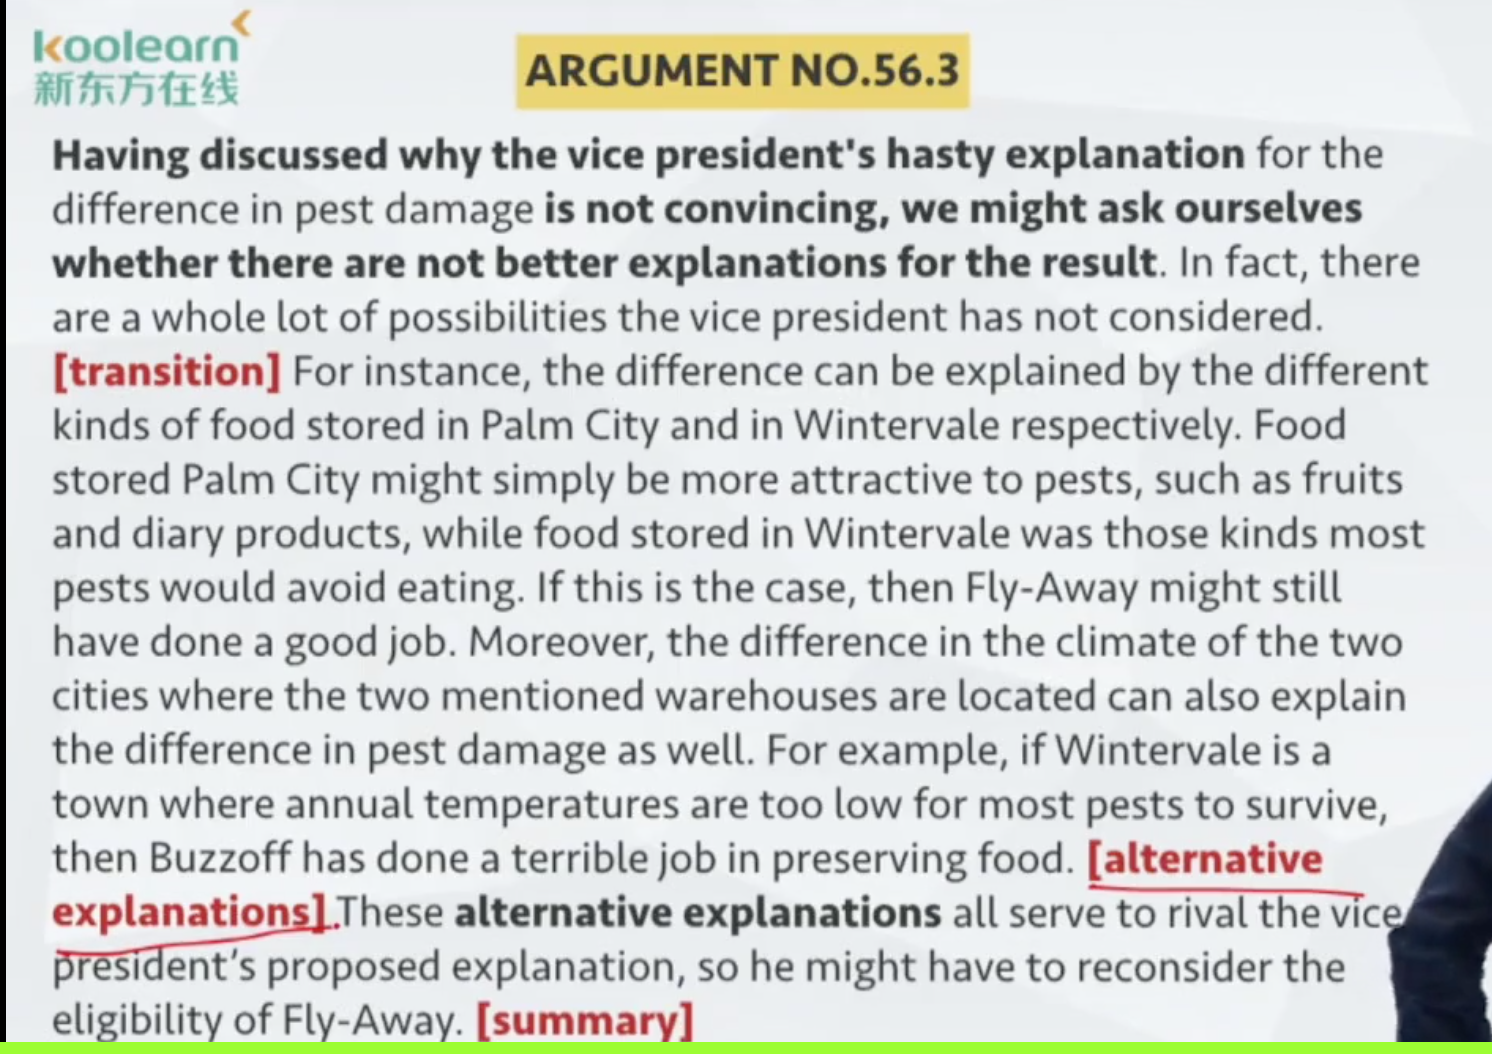 koolearn
新东方在线
ARGUMENT NO.56.3
Having discussed why the vice president's hasty explanation for the
difference in pest damage is not convincing, we might ask ourselves
whether there are not better explanations for the result. In fact, there
are a whole lot of possibilities the vice president has not considered.
[transition] For instance, the difference can be explained by the different
kinds of food stored in Palm City and in Wintervale respectively. Food
stored Palm City might simply be more attractive to pests, such as fruits
and diary products, while food stored in Wintervale was those kinds most
pests would avoid eating. If this is the case, then Fly-Away might still
have done a good job. Moreover, the difference in the climate of the two
cities where the two mentioned warehouses are located can also explain
the difference in pest damage as well. For example, if Wintervale is a
town where annual temperatures are too low for most pests to survive,
then Buzzoff has done a terrible job in preserving food. [alternative
explanations].These alternative explanations all serve to rival the vice
president's proposed explanation, so he might have to reconsider the
eligibility of Fly-Away. [summary]